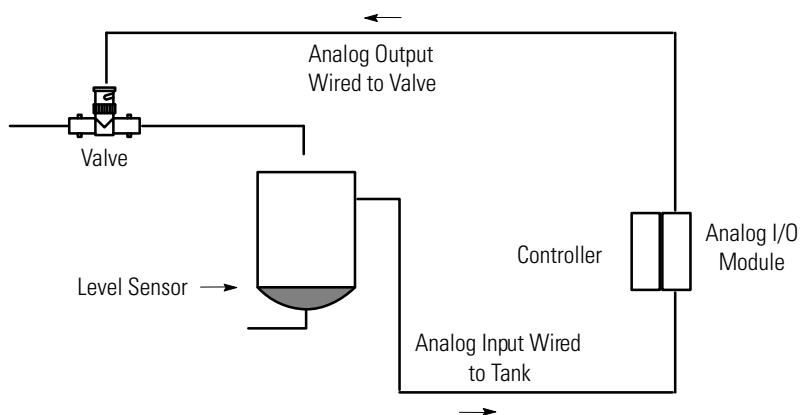 Analog Output
Wired to Valve
Valve
Controller
Analog I/O
Module
Level Sensor
Analog Input Wired
to Tank